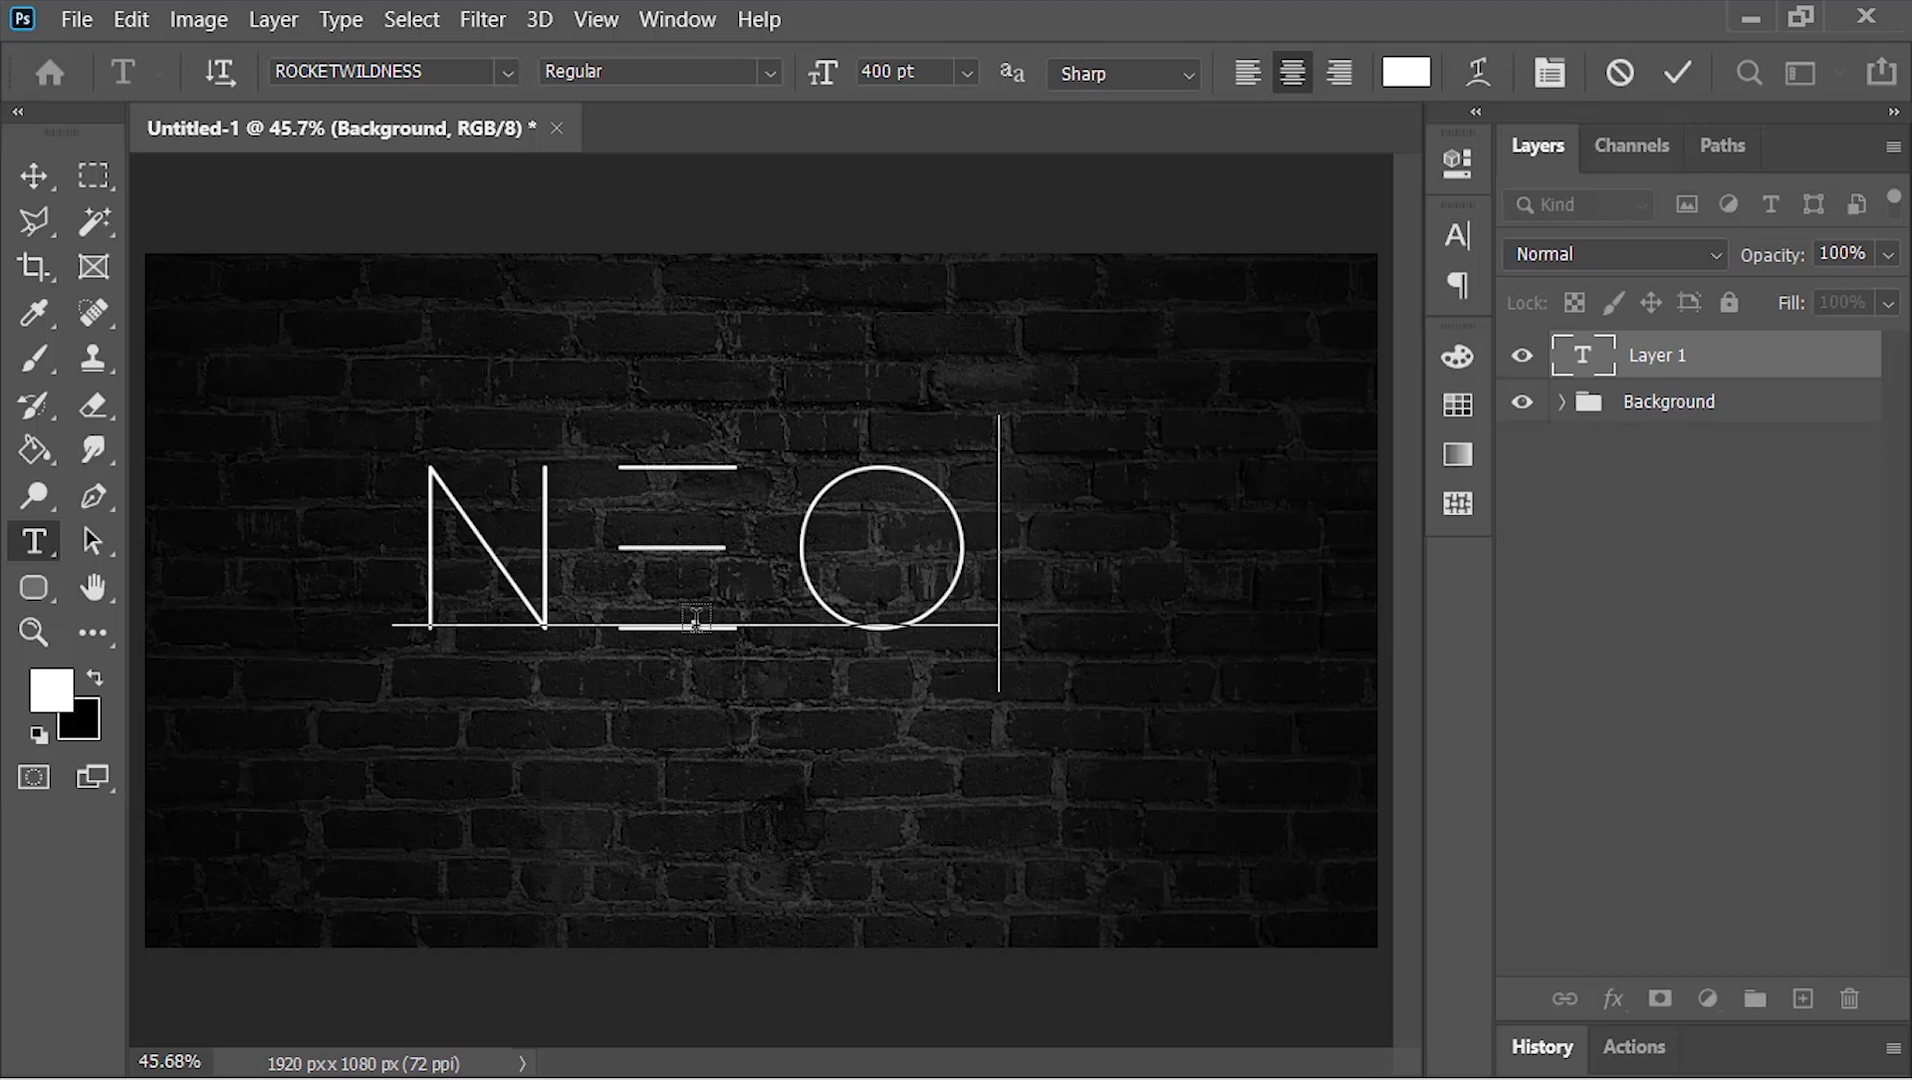 Ps File Edit Image Layer Type Select Filter 3D View Window Help
T ROCKETWILDNESS Regular 400 pt Sharp
Untitled-1 @ 45.7% (Background, RGB/8) *
Layers Channels Paths
Kind
Normal Opacity: 100%
Lock: Fill: 100%
T Layer 1
Background
NEO
45.68% 1920 px x 1080 px (72 ppi)
History Actions